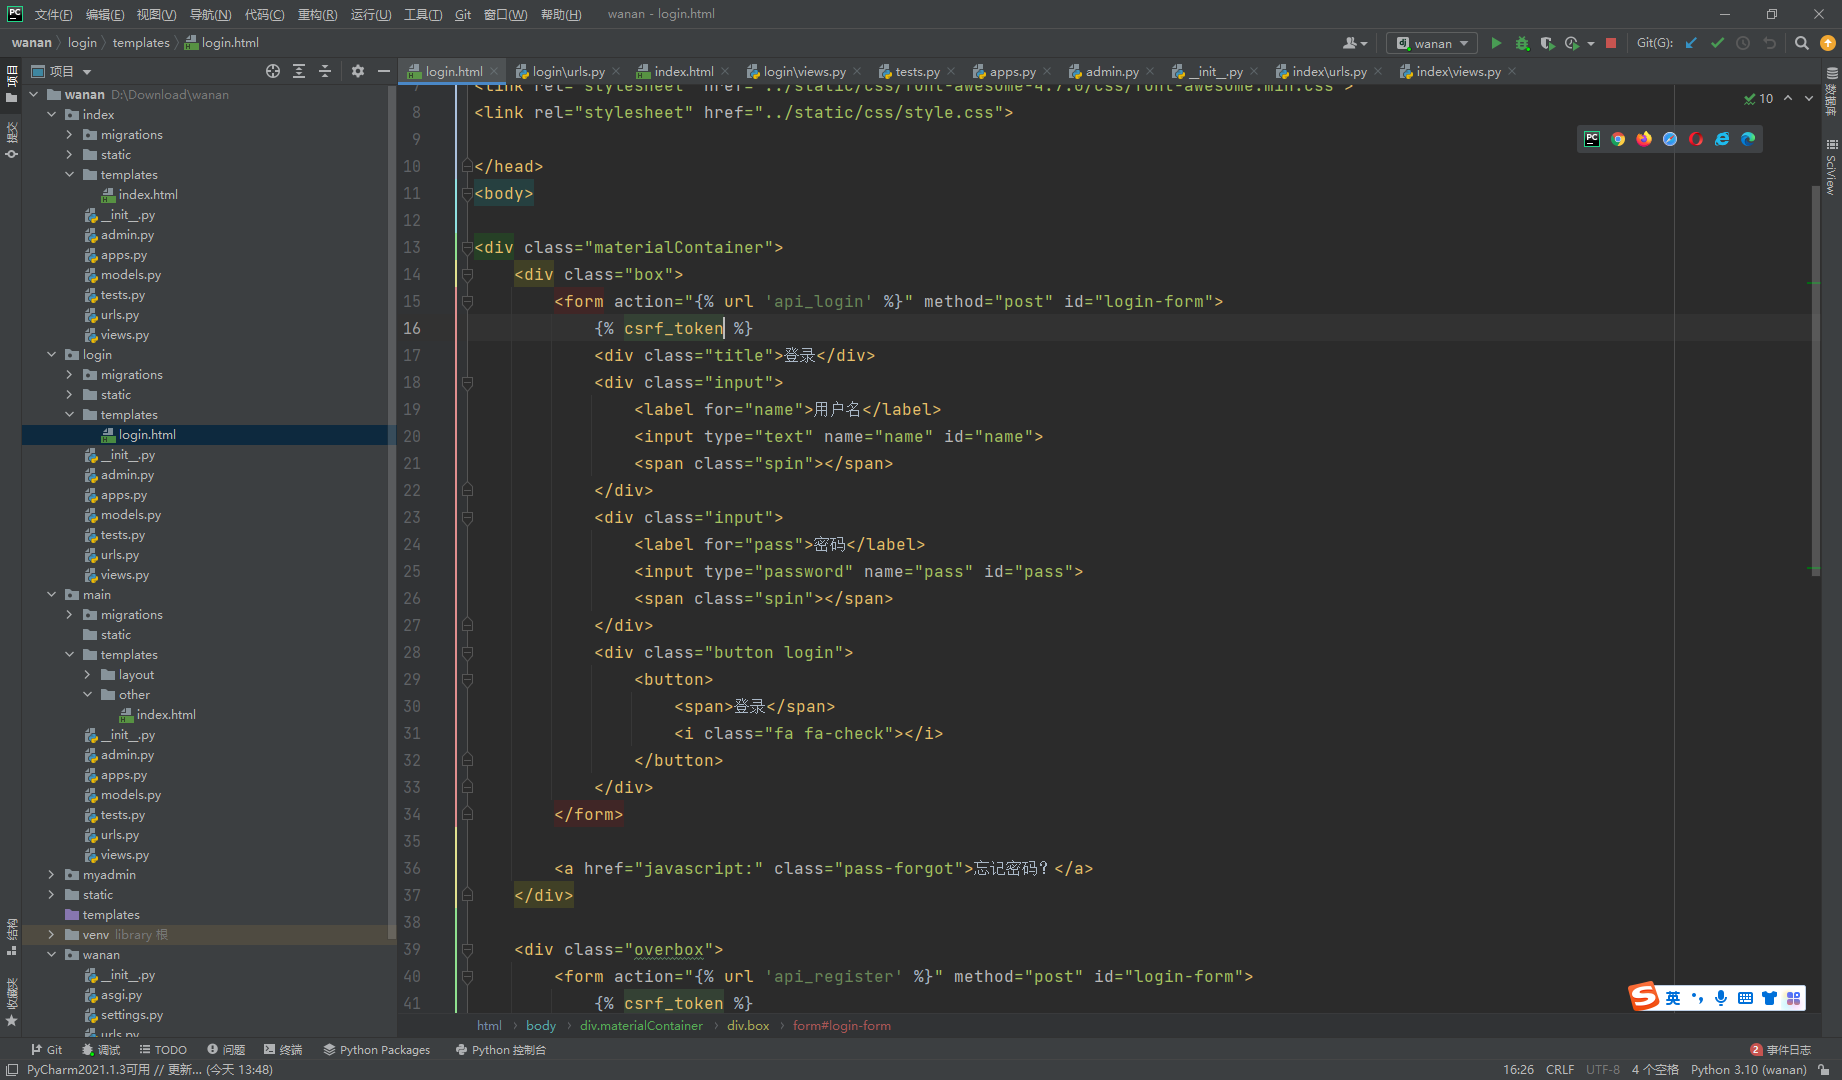 PC 文件(F) 编辑(E) 视图(V) 导航(N) 代码(C) 重构(R) 运行(U) 工具(T) Git 窗口(W) 帮助(H) wanan - login.html
wanan login templates login.html wanan Git(G):
项目 login.html login\urls.py index.html login\views.py tests.py apps.py admin.py __init__.py index\urls.py index\views.py
项目
提交
结构
收藏夹
wanan D:\Download\wanan
index
migrations
static
templates
index.html
__init__.py
admin.py
apps.py
models.py
tests.py
urls.py
views.py
login
migrations
static
templates
login.html
__init__.py
admin.py
apps.py
models.py
tests.py
urls.py
views.py
main
migrations
static
templates
layout
other
index.html
__init__.py
admin.py
apps.py
models.py
tests.py
urls.py
views.py
myadmin
static
templates
venv library 根
wanan
__init__.py
asgi.py
settings.py
urls.py
7 <link rel="stylesheet" href="../static/css/font-awesome-4.7.0/css/font-awesome.min.css">
8 <link rel="stylesheet" href="../static/css/style.css">
9
10 </head>
11 <body>
12
13 <div class="materialContainer">
14 <div class="box">
15 <form action="{% url 'api_login' %}" method="post" id="login-form">
16 {% csrf_token %}
17 <div class="title">登录</div>
18 <div class="input">
19 <label for="name">用户名</label>
20 <input type="text" name="name" id="name">
21 <span class="spin"></span>
22 </div>
23 <div class="input">
24 <label for="pass">密码</label>
25 <input type="password" name="pass" id="pass">
26 <span class="spin"></span>
27 </div>
28 <div class="button login">
29 <button>
30 <span>登录</span>
31 <i class="fa fa-check"></i>
32 </button>
33 </div>
34 </form>
35
36 <a href="javascript:" class="pass-forgot">忘记密码？</a>
37 </div>
38
39 <div class="overbox">
40 <form action="{% url 'api_register' %}" method="post" id="login-form">
41 {% csrf_token %}
10
PC
数据库
SciView
S 英
html body div.materialContainer div.box form#login-form
Git 调试 TODO 问题 终端 Python Packages Python 控制台 2 事件日志
PyCharm2021.1.3可用 // 更新... (今天 13:48) 16:26 CRLF UTF-8 4 个空格 Python 3.10 (wanan)